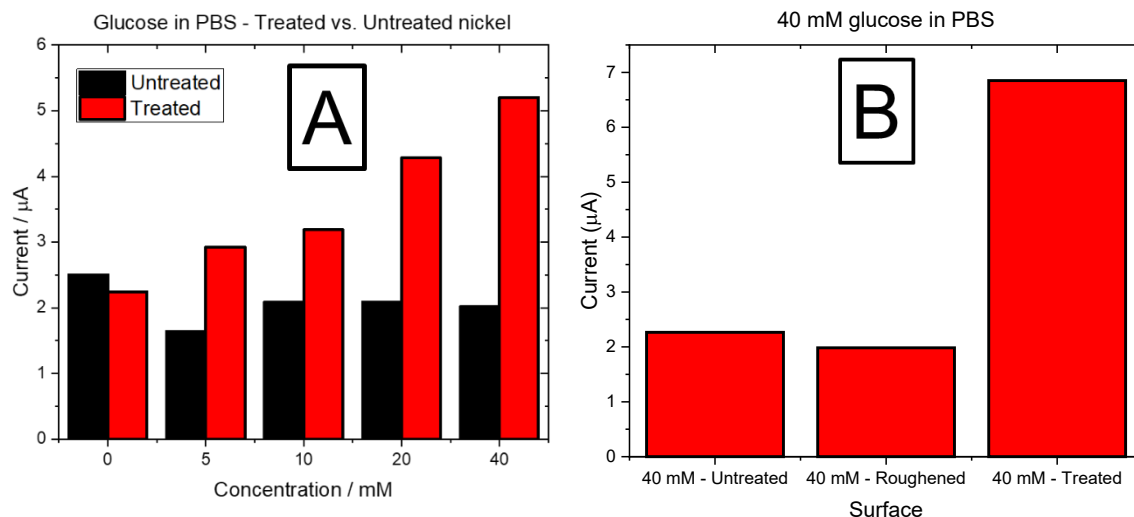 Glucose in PBS - Treated vs. Untreated nickel
6
5
4
3
2
1
0
Current / μA
Untreated
Treated
A
0 5 10 20 40
Concentration / mM
40 mM glucose in PBS
7
6
5
4
3
2
1
0
Current (μA)
B
40 mM - Untreated 40 mM - Roughened 40 mM - Treated
Surface